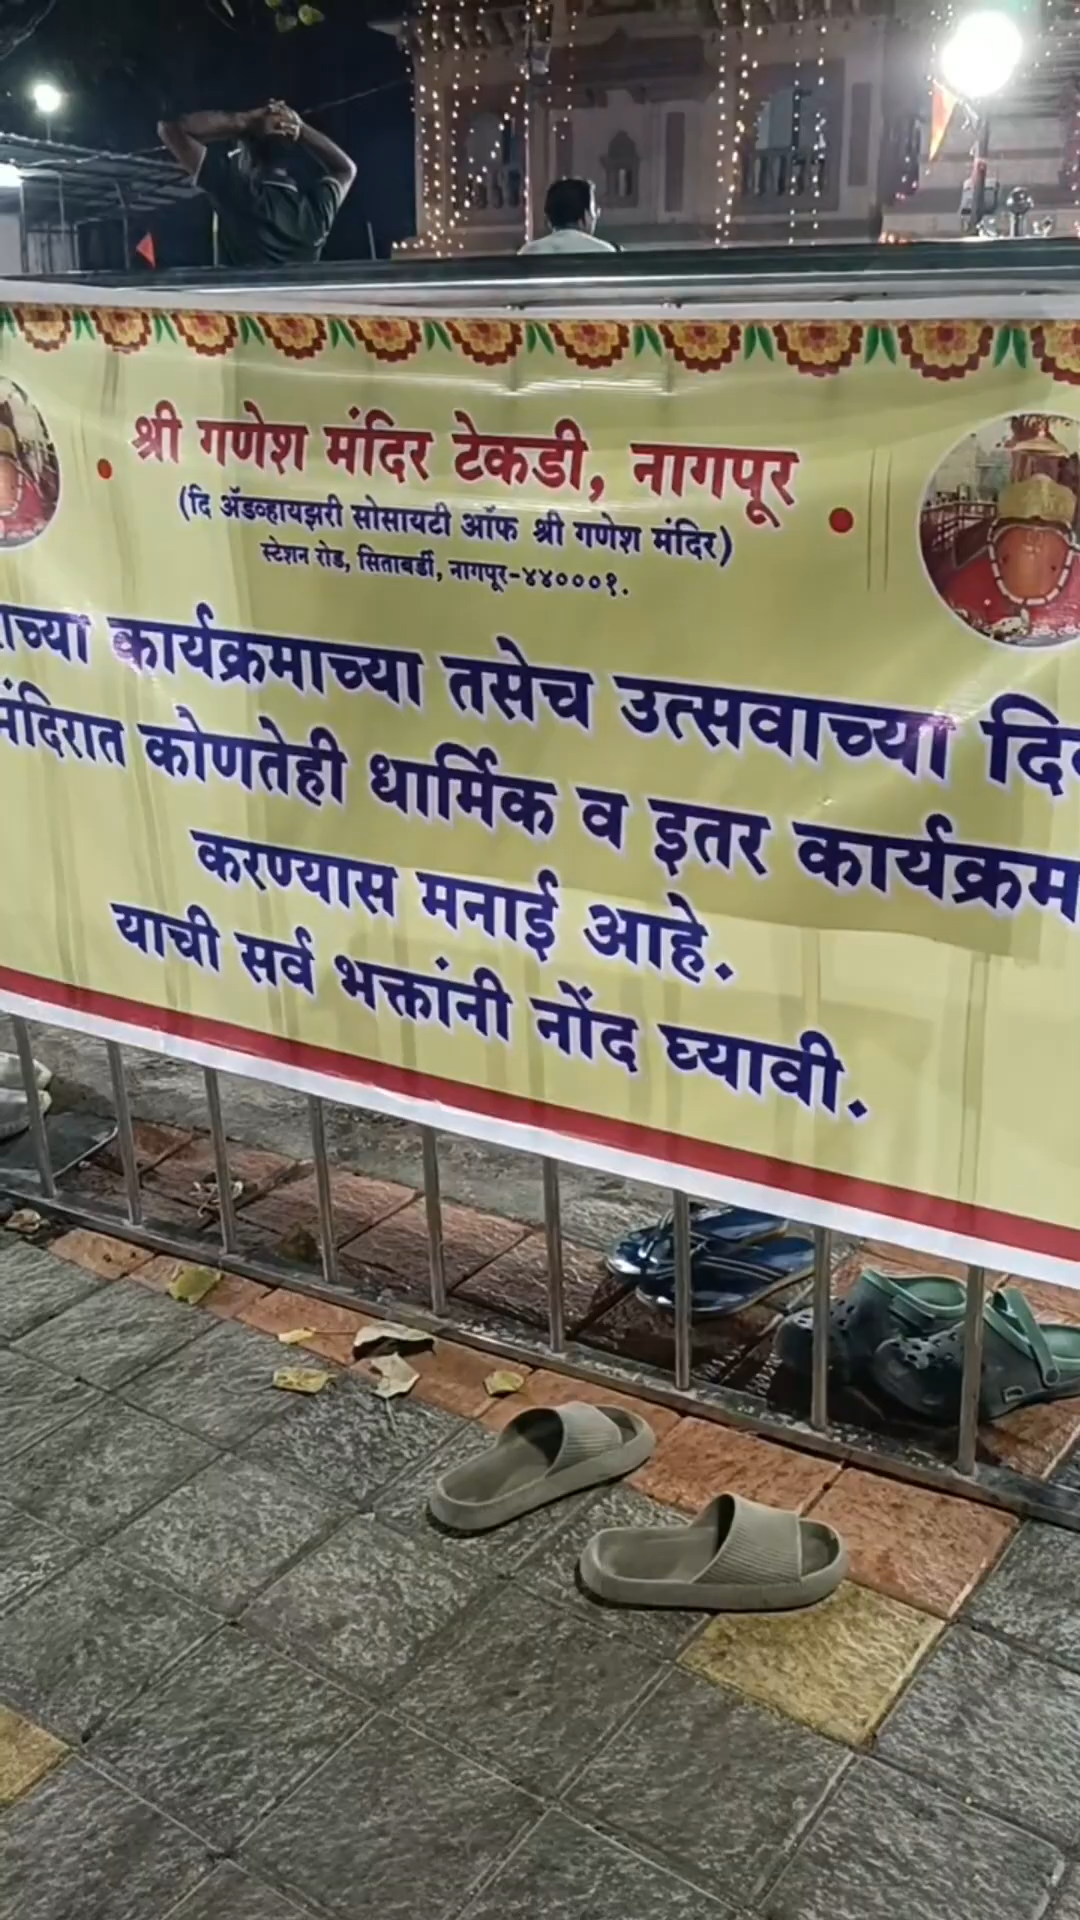 श्री गणेश मंदिर टेकडी, नागपूर
(दि ॲडव्हायझरी सोसायटी ऑफ श्री गणेश मंदिर)
स्टेशन रोड, सिताबर्डी, नागपूर-४४०००१.
कार्यक्रमाच्या तसेच उत्सवाच्या
मंदिरात कोणतेही धार्मिक व इतर कार्यक्रम
करण्यास मनाई आहे.
याची सर्व भक्तांनी नोंद घ्यावी.